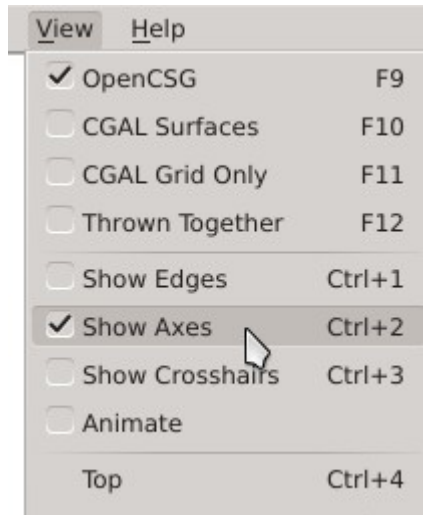 View Help
OpenCSG F9
CGAL Surfaces F10
CGAL Grid Only F11
Thrown Together F12
Show Edges Ctrl+1
Show Axes Ctrl+2
Show Crosshairs Ctrl+3
Animate
Top Ctrl+4